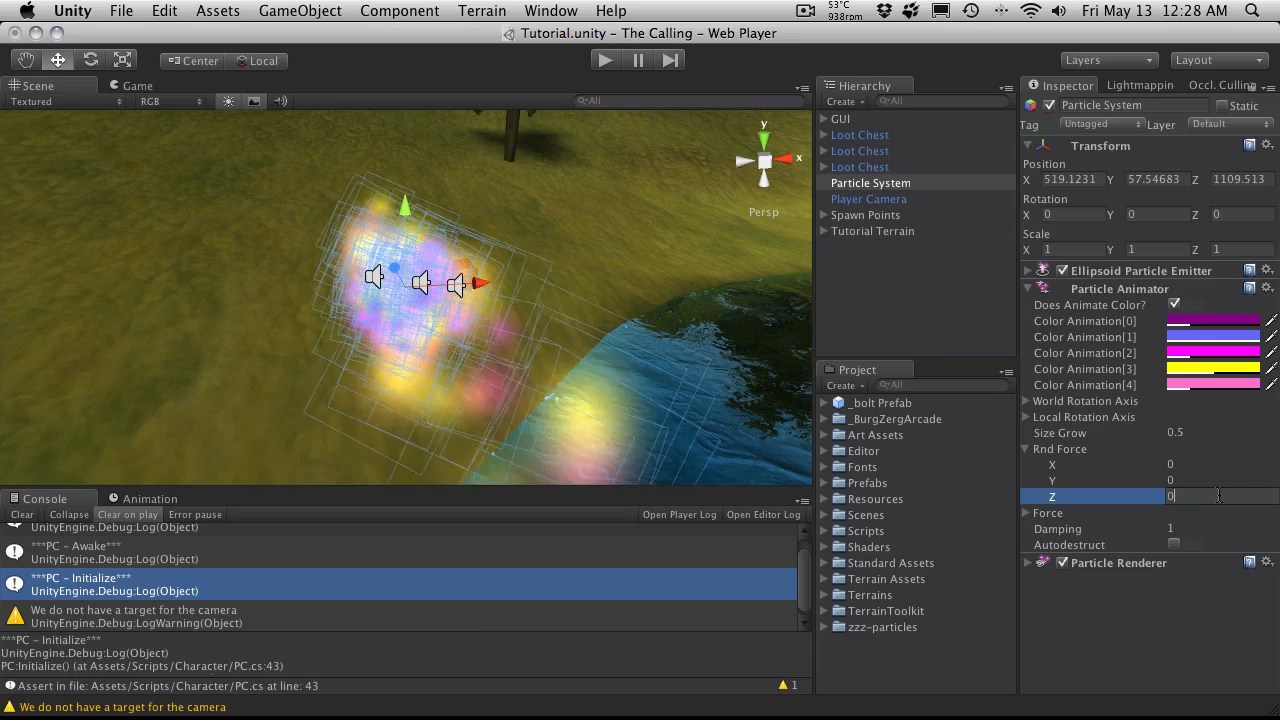 Unity File Edit Assets GameObject Component Terrain Window Help 53°C 938rpm Fri May 13 12:28 AM
Tutorial.unity - The Calling - Web Player
Center Local Layers Layout
Scene Game
Textured RGB All
y
x
Persp
Hierarchy
Create All
GUI
Loot Chest
Loot Chest
Loot Chest
Particle System
Player Camera
Spawn Points
Tutorial Terrain
Project
Create All
_bolt Prefab
_BurgZergArcade
Art Assets
Editor
Fonts
Prefabs
Resources
Scenes
Scripts
Shaders
Standard Assets
Terrain Assets
Terrains
TerrainToolkit
zzz-particles
Inspector Lightmappin Occl. Culling
Particle System Static
Tag Untagged Layer Default
Transform
Position
X 519.1231 Y 57.54683 Z 1109.513
Rotation
X 0 Y 0 Z 0
Scale
X 1 Y 1 Z 1
Ellipsoid Particle Emitter
Particle Animator
Does Animate Color?
Color Animation[0]
Color Animation[1]
Color Animation[2]
Color Animation[3]
Color Animation[4]
World Rotation Axis
Local Rotation Axis
Size Grow 0.5
Rnd Force
X 0
Y 0
Z 0
Force
Damping 1
Autodestruct
Particle Renderer
Console Animation
Clear Collapse Clear on play Error pause Open Player Log Open Editor Log
UnityEngine.Debug:Log(Object)
***PC - Awake***
UnityEngine.Debug:Log(Object)
***PC - Initialize***
UnityEngine.Debug:Log(Object)
We do not have a target for the camera
UnityEngine.Debug:LogWarning(Object)
***PC - Initialize***
UnityEngine.Debug:Log(Object)
PC:Initialize() (at Assets/Scripts/Character/PC.cs:43)
Assert in file: Assets/Scripts/Character/PC.cs at line: 43 1
We do not have a target for the camera